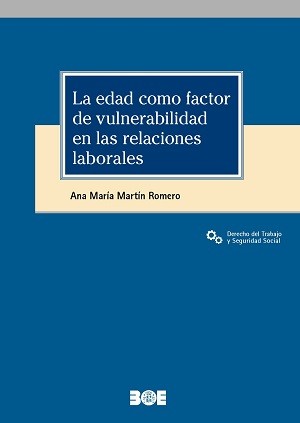 La edad como factor
de vulnerabilidad
en las relaciones
laborales
Ana María Martín Romero
Derecho del Trabajo
y Seguridad Social
BOE